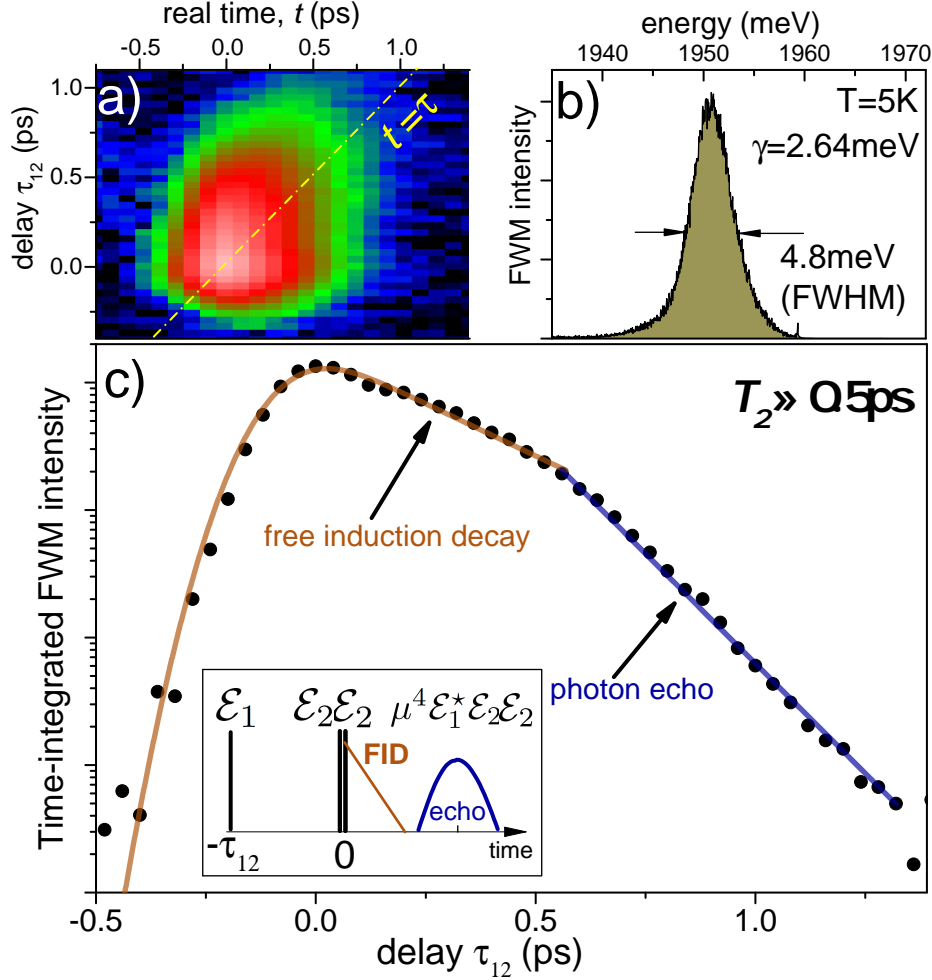 real time, t (ps)
-0.5 0.0 0.5 1.0
energy (meV)
1940 1950 1960 1970
a)
t=τ
delay τ12 (ps)
1.0
0.5
0.0
b)
T=5K
γ=2.64meV
4.8meV
(FWHM)
FWM intensity
c)
T2» 0.5ps
free induction decay
photon echo
Time-integrated FWM intensity
ℰ1 ℰ2ℰ2 μ⁴ℰ1⋆ℰ2ℰ2
FID
echo
-τ12 0 time
-0.5 0.0 0.5 1.0
delay τ12 (ps)